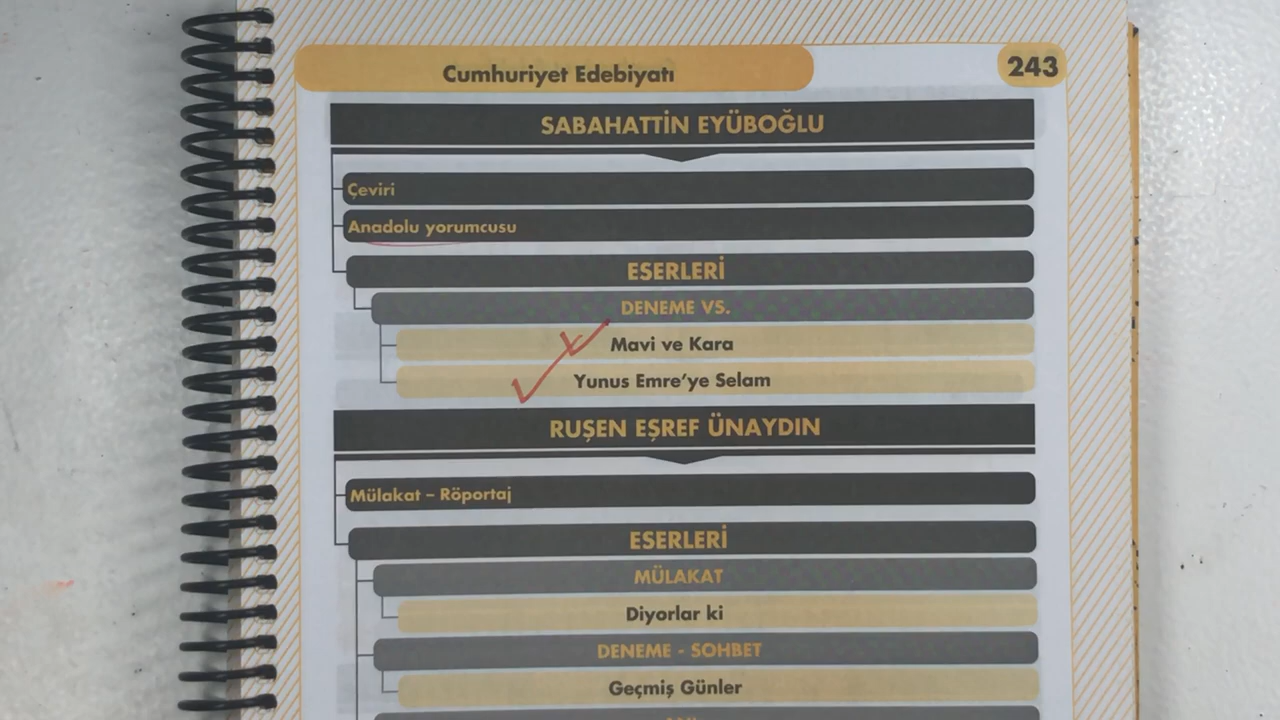 Cumhuriyet Edebiyatı
243
SABAHATTİN EYÜBOĞLU
Çeviri
Anadolu yorumcusu
ESERLERİ
DENEME VS.
Mavi ve Kara
Yunus Emre'ye Selam
RUŞEN EŞREF ÜNAYDIN
Mülakat – Röportaj
ESERLERİ
MÜLAKAT
Diyorlar ki
DENEME - SOHBET
Geçmiş Günler